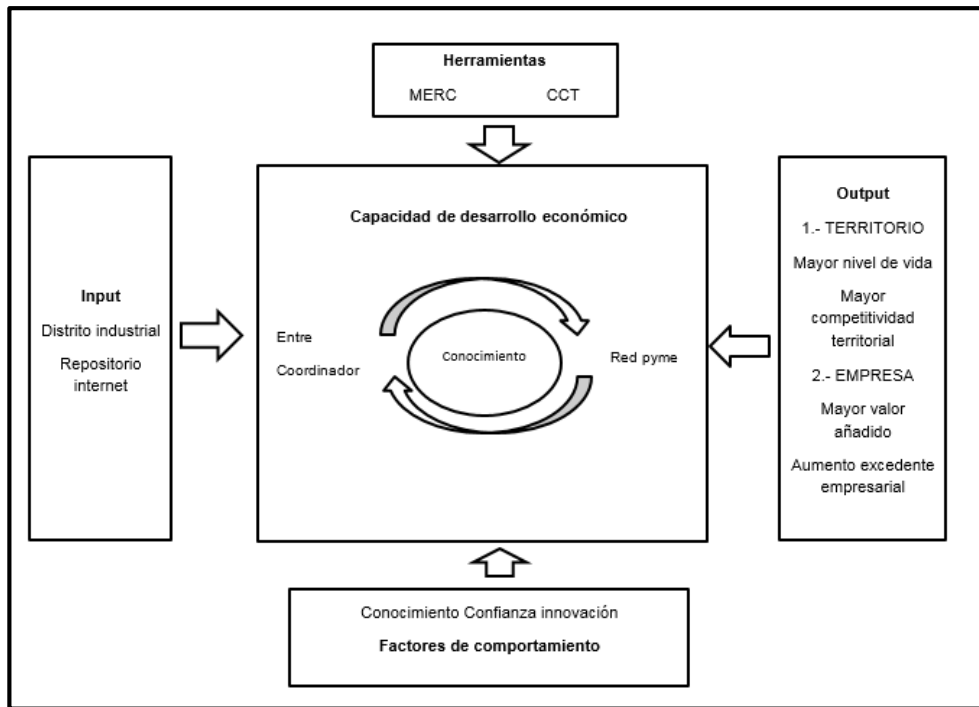 Herramientas
MERC CCT
Input
Distrito industrial
Repositorio
internet
Capacidad de desarrollo económico
Entre
Coordinador
Conocimiento
Red pyme
Output
1.- TERRITORIO
Mayor nivel de vida
Mayor
competitividad
territorial
2.- EMPRESA
Mayor valor
añadido
Aumento excedente
empresarial
Conocimiento Confianza innovación
Factores de comportamiento